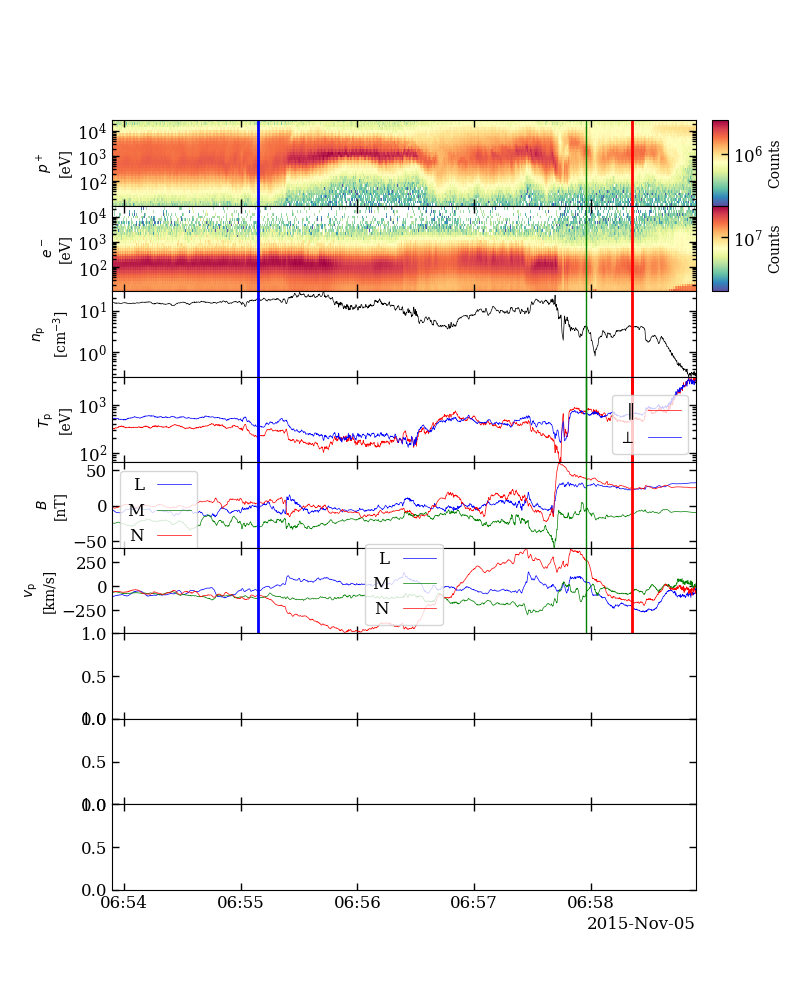 10⁴
10³
10²
p⁺
[eV]
10⁶
Counts
10⁴
10³
10²
e⁻
[eV]
10⁷
Counts
10¹
10⁰
nₚ
[cm⁻³]
10³
10²
Tₚ
[eV]
∥
⊥
50
0
−50
B
[nT]
L
M
N
250
0
−250
vₚ
[km/s]
L
M
N
1.0
0.5
0.0
1.0
0.5
0.0
1.0
0.5
0.0
06:54 06:55 06:56 06:57 06:58
2015-Nov-05